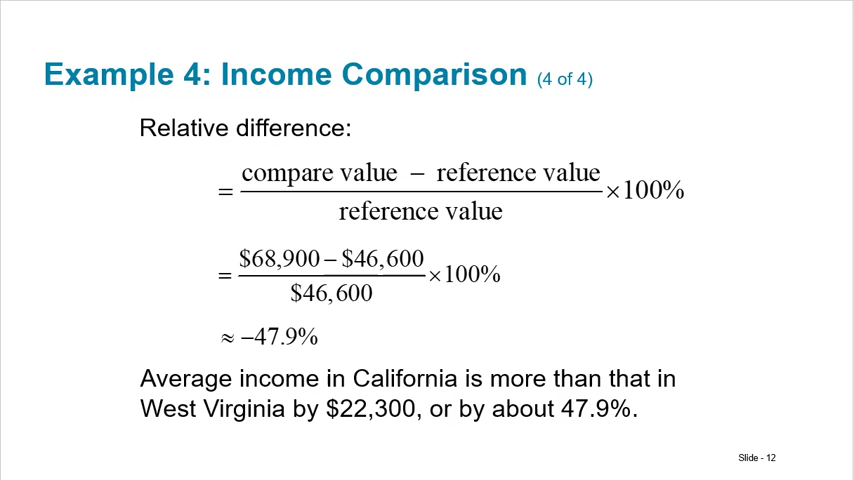 Example 4: Income Comparison (4 of 4)
Relative difference:
= (compare value − reference value) / (reference value) ×100%
= ($68,900 – $46,600) / ($46,600) ×100%
≈ −47.9%
Average income in California is more than that in
West Virginia by $22,300, or by about 47.9%.
Slide - 12